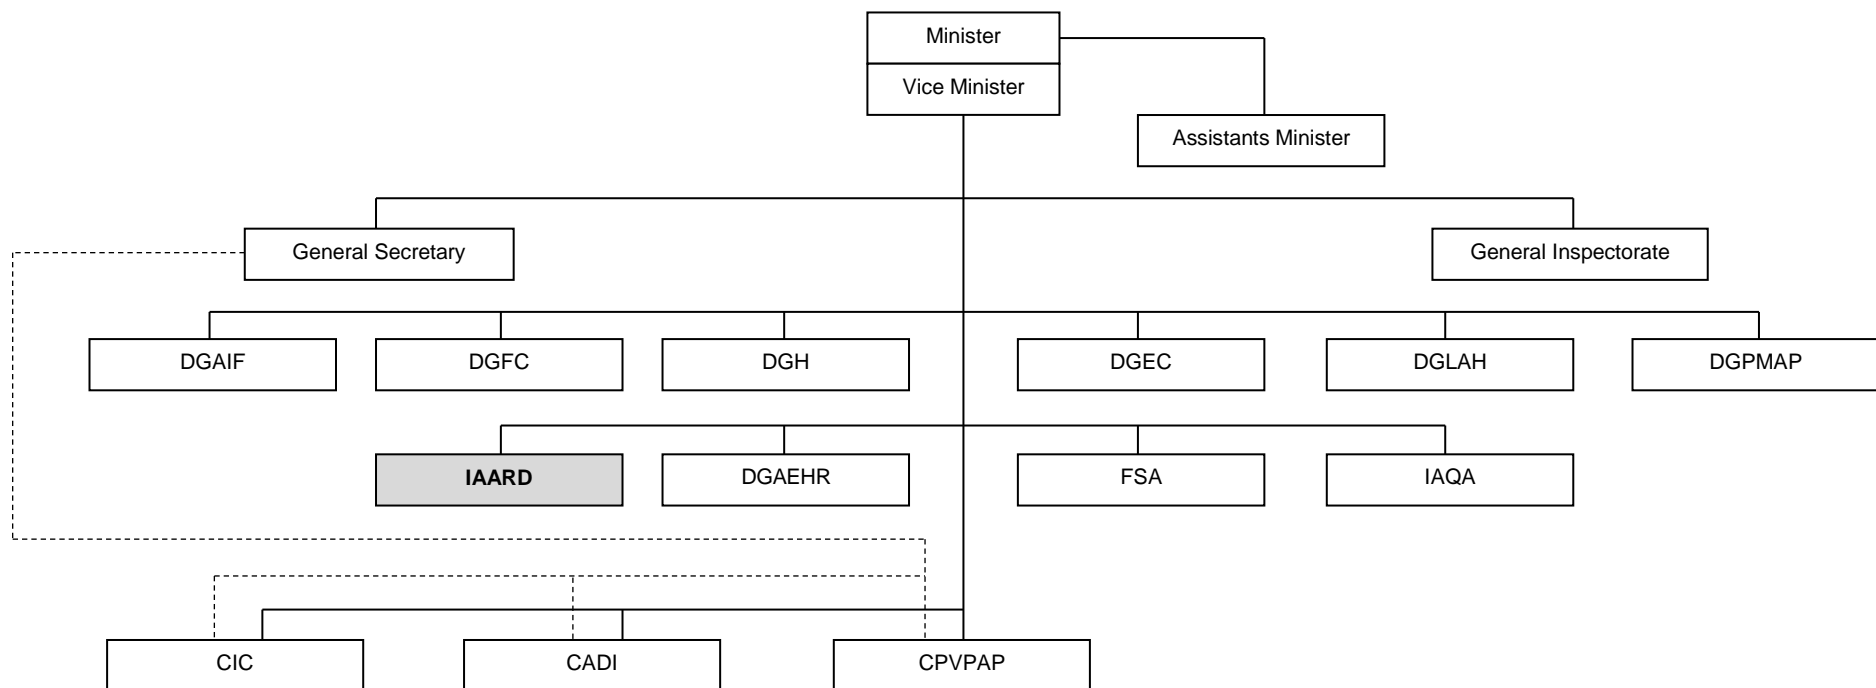 Minister
Vice Minister
Assistants Minister
General Secretary
General Inspectorate
DGAIF
DGFC
DGH
DGEC
DGLAH
DGPMAP
IAARD
DGAEHR
FSA
IAQA
CIC
CADI
CPVPAP